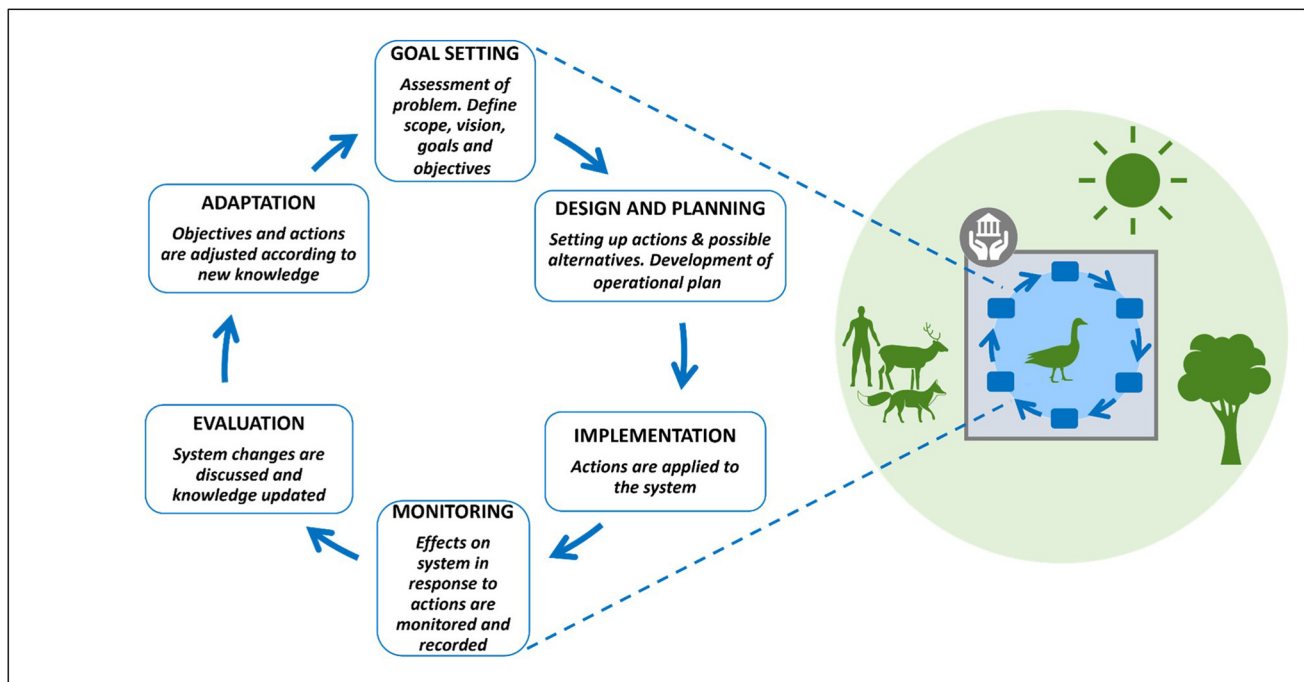 GOAL SETTING
Assessment of
problem. Define
scope, vision,
goals and
objectives
DESIGN AND PLANNING
Setting up actions & possible
alternatives. Development of
operational plan
IMPLEMENTATION
Actions are applied to
the system
MONITORING
Effects on
system in
response to
actions are
monitored and
recorded
EVALUATION
System changes are
discussed and
knowledge updated
ADAPTATION
Objectives and actions
are adjusted according to
new knowledge